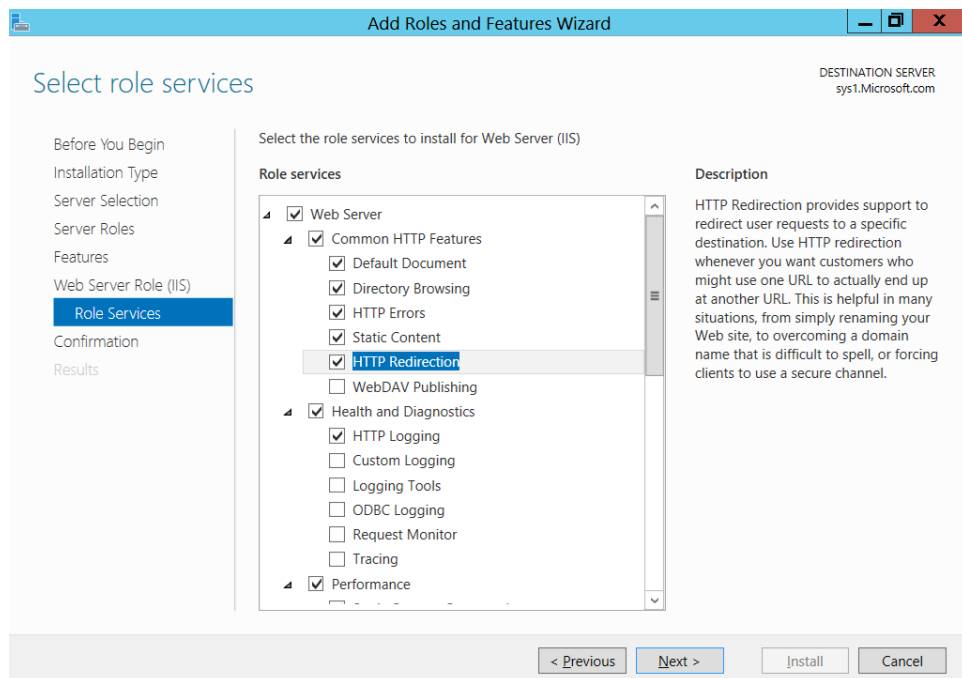 Add Roles and Features Wizard
Select role services
DESTINATION SERVER
sys1.Microsoft.com
Before You Begin
Installation Type
Server Selection
Server Roles
Features
Web Server Role (IIS)
Role Services
Confirmation
Results
Select the role services to install for Web Server (IIS)
Role services
Web Server
Common HTTP Features
Default Document
Directory Browsing
HTTP Errors
Static Content
HTTP Redirection
WebDAV Publishing
Health and Diagnostics
HTTP Logging
Custom Logging
Logging Tools
ODBC Logging
Request Monitor
Tracing
Performance
Description
HTTP Redirection provides support to
redirect user requests to a specific
destination. Use HTTP redirection
whenever you want customers who
might use one URL to actually end up
at another URL. This is helpful in many
situations, from simply renaming your
Web site, to overcoming a domain
name that is difficult to spell, or forcing
clients to use a secure channel.
< Previous
Next >
Install
Cancel